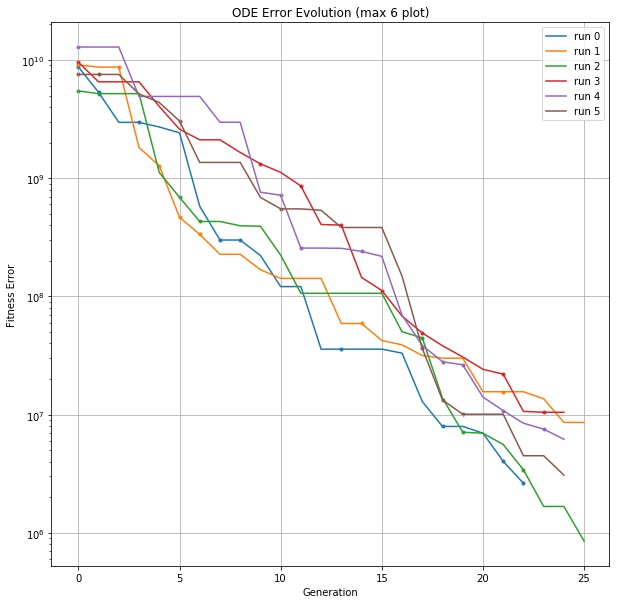 ODE Error Evolution (max 6 plot)
run 0
run 1
run 2
run 3
run 4
run 5
Fitness Error
10¹⁰
10⁹
10⁸
10⁷
10⁶
0 5 10 15 20 25
Generation